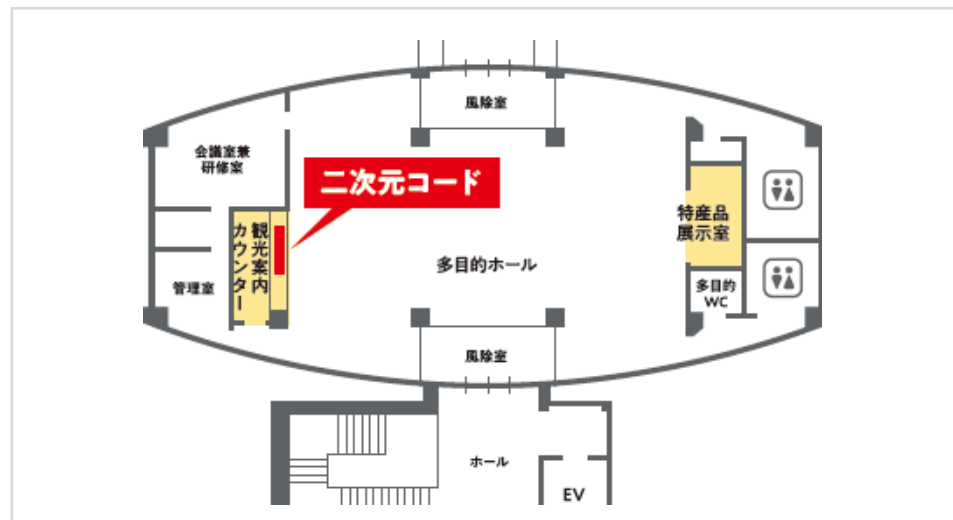 風除室
会議室兼
研修室
二次元コード
特産品
展示室
観光案内
カウンター
多目的ホール
管理室
多目的
WC
風除室
ホール
EV